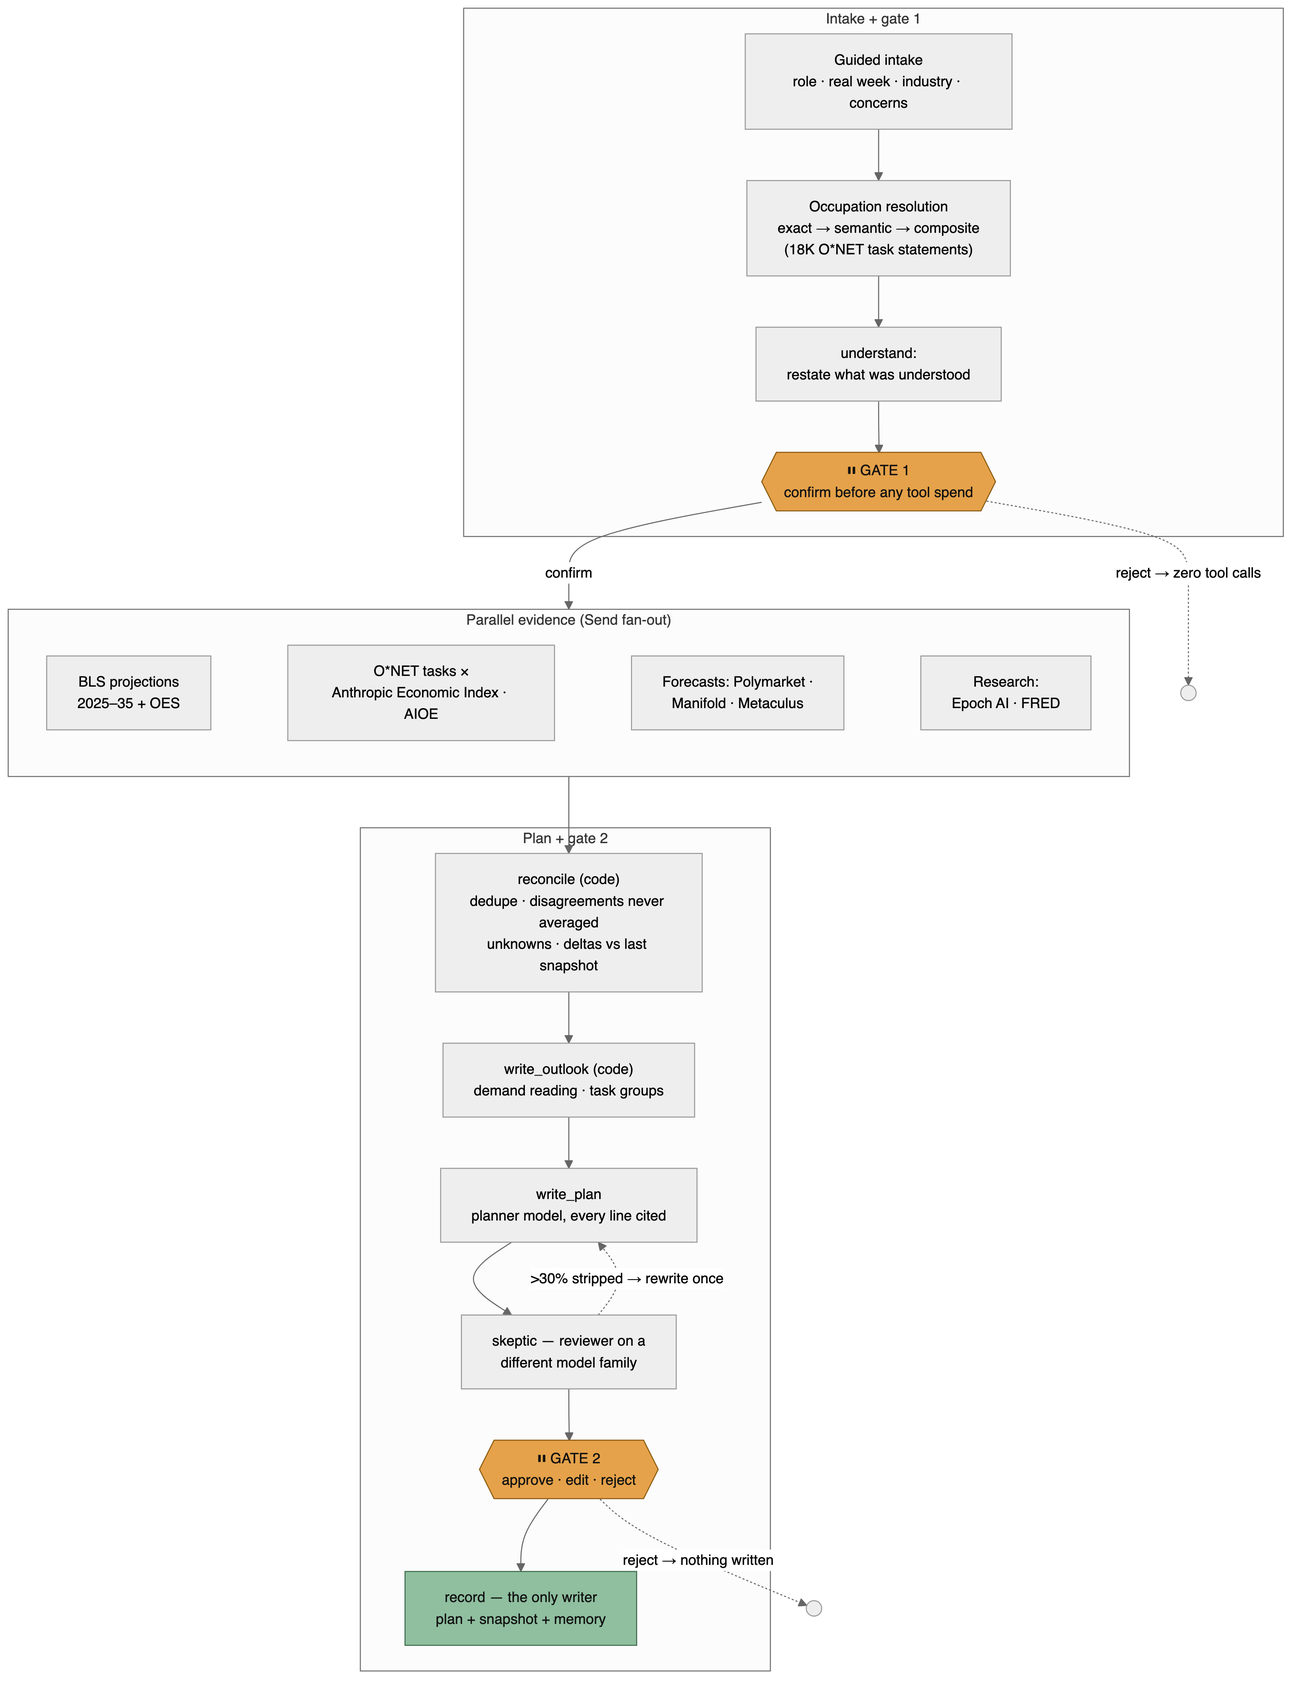 Intake + gate 1
Guided intake
role · real week · industry ·
concerns
Occupation resolution
exact → semantic → composite
(18K O*NET task statements)
understand:
restate what was understood
⏸ GATE 1
confirm before any tool spend
confirm
reject → zero tool calls
Parallel evidence (Send fan-out)
BLS projections
2025–35 + OES
O*NET tasks ×
Anthropic Economic Index ·
AIOE
Forecasts: Polymarket ·
Manifold · Metaculus
Research:
Epoch AI · FRED
Plan + gate 2
reconcile (code)
dedupe · disagreements never
averaged
unknowns · deltas vs last
snapshot
write_outlook (code)
demand reading · task groups
write_plan
planner model, every line cited
>30% stripped → rewrite once
skeptic — reviewer on a
different model family
⏸ GATE 2
approve · edit · reject
reject → nothing written
record — the only writer
plan + snapshot + memory